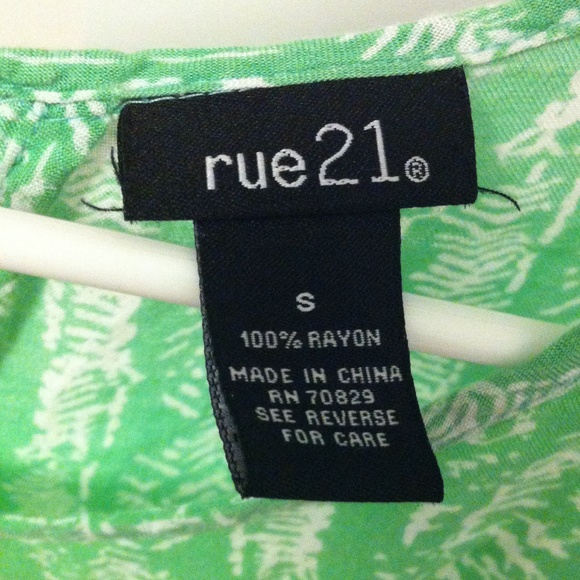 rue21®
S
100% RAYON
MADE IN CHINA
RN 70829
SEE REVERSE
FOR CARE